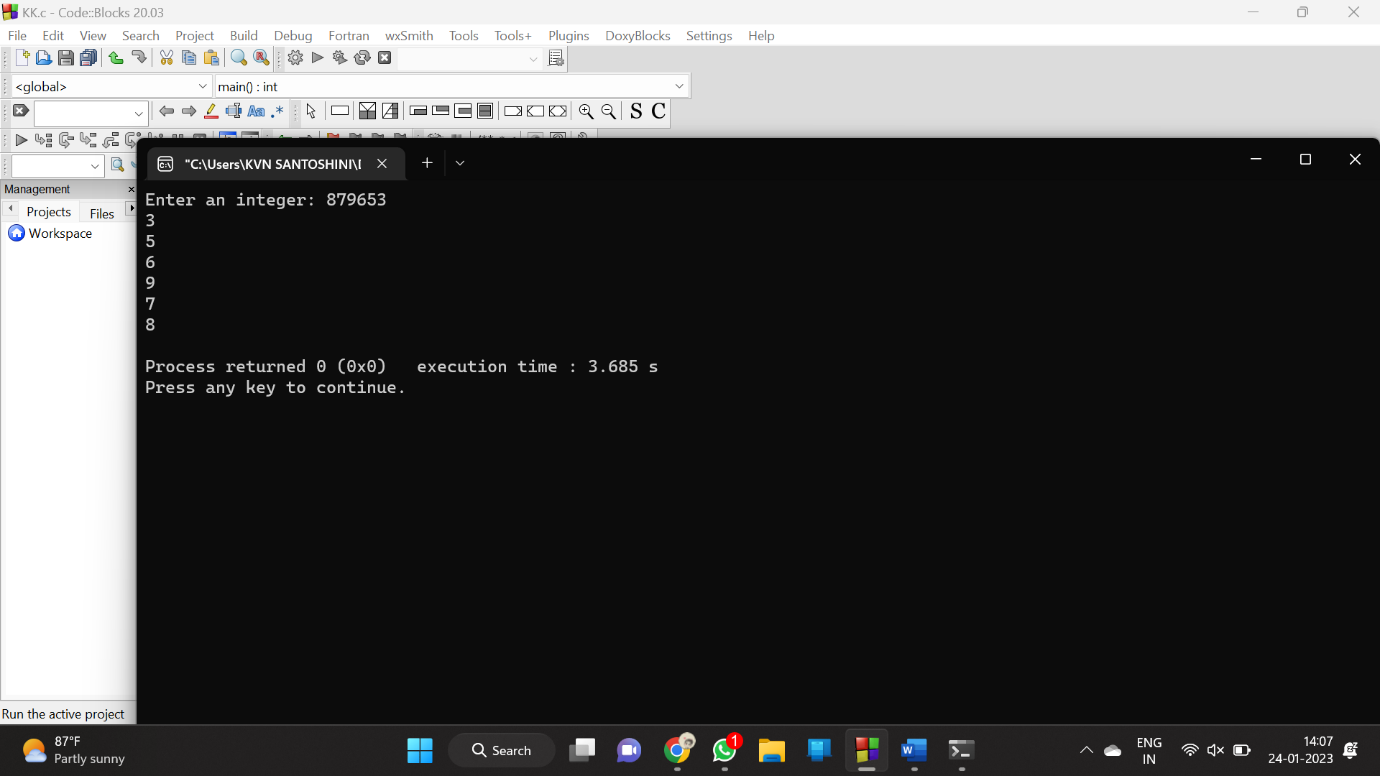 KK.c - Code::Blocks 20.03
File Edit View Search Project Build Debug Fortran wxSmith Tools Tools+ Plugins DoxyBlocks Settings Help
<global> main() : int
Aa .* S C
"C:\Users\KVN SANTOSHINI\
Management
Projects Files
Workspace
Enter an integer: 879653
3
5
6
9
7
8
Process returned 0 (0x0)   execution time : 3.685 s
Press any key to continue.
Run the active project
87°F
Partly sunny
Search
1
ENG
IN
14:07
24-01-2023